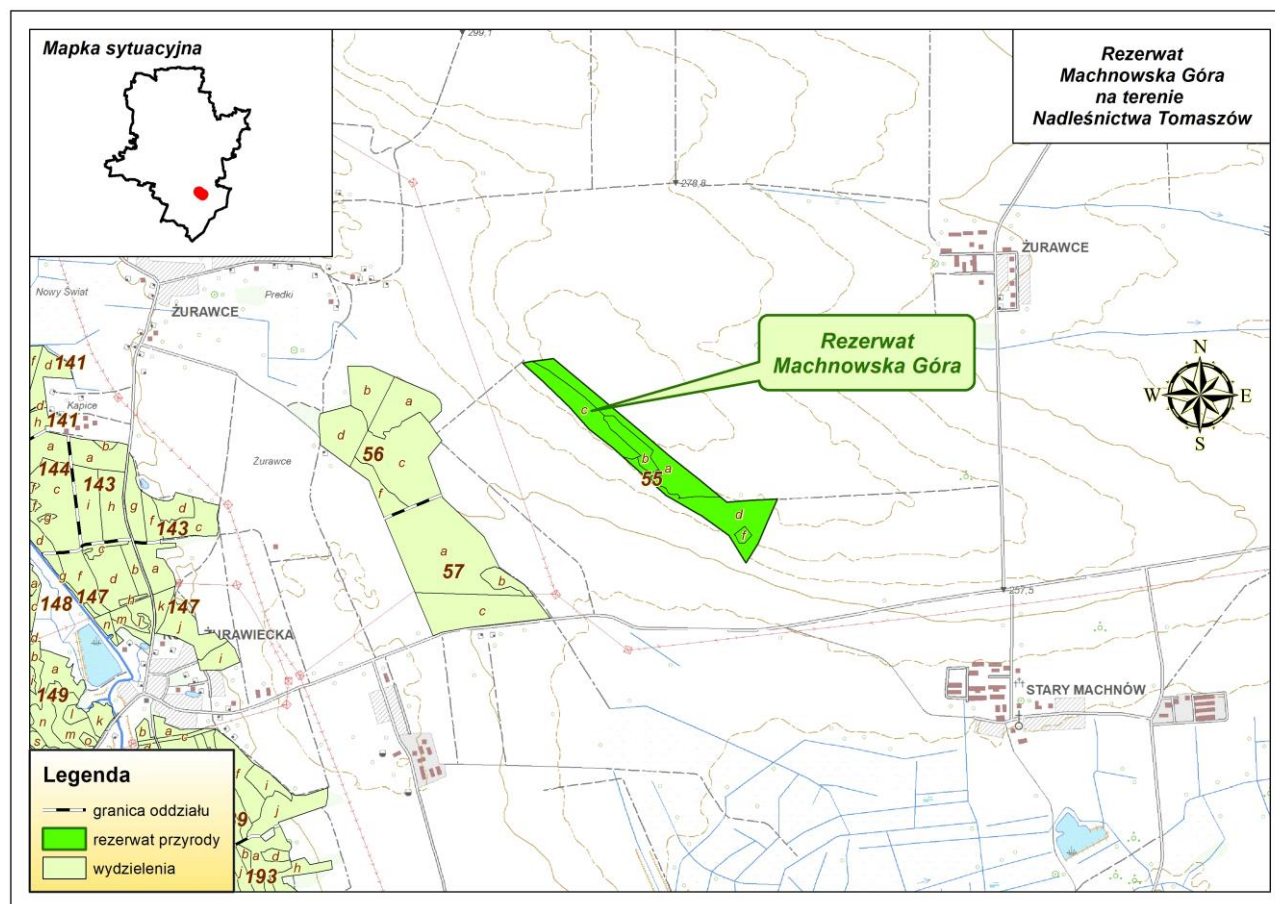 Mapka sytuacyjna
Rezerwat
Machnowska Góra
na terenie
Nadleśnictwa Tomaszów
299,1
278,8
ŻURAWCE
Nowy Świat
Predki
ŻURAWCE
Rezerwat
Machnowska Góra
N
W E
S
f d 141
d Kapice
h 141
b a
c
d 56
f
c
b
a
55
d
f
Żurawce
a b
144 a
c 143
i h g
f d
143 c
g
d c
a
57
b
c
g f d b a
148 147 h k 147
c n m l j
d
ŻURAWIECKA
i
257,5
b a
149 l k
n m o
s
b a c
d
STARY MACHNÓW
Legenda
granica oddziału
rezerwat przyrody
wydzielenia
f i
j
39
b a d h
193